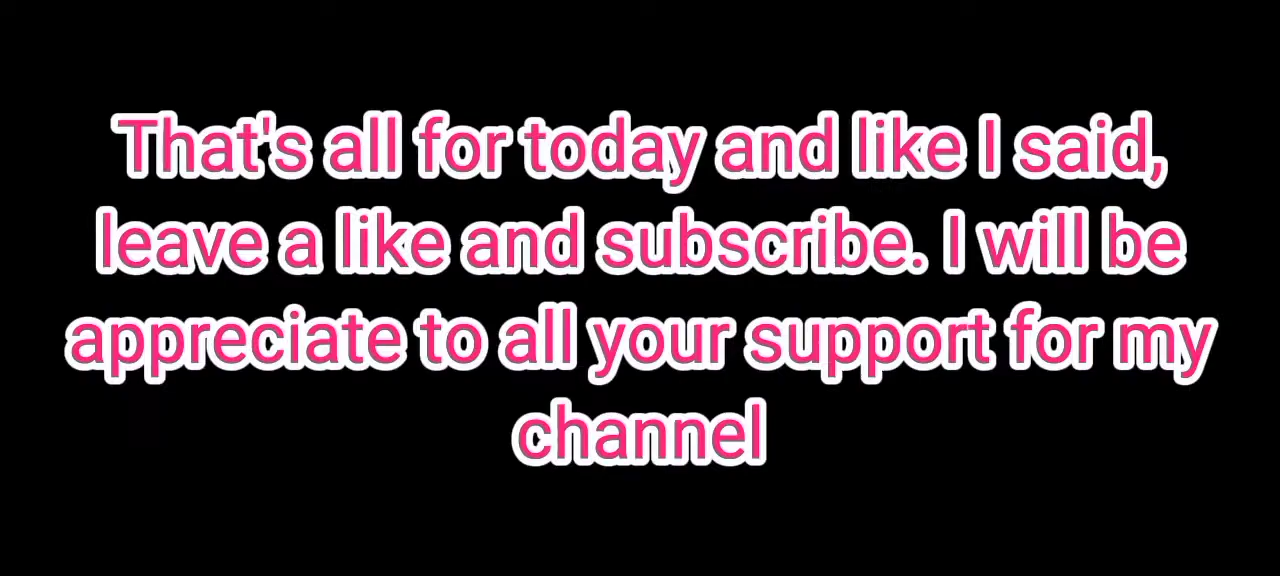 That's all for today and like I said,
leave a like and subscribe. I will be
appreciate to all your support for my
channel